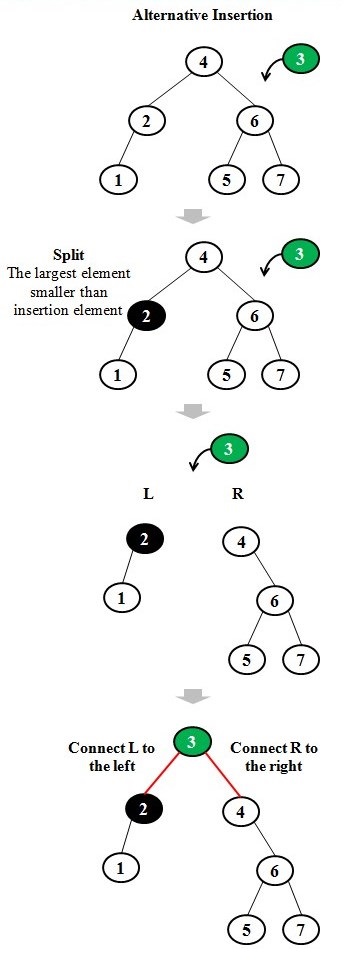 Alternative Insertion
4
3
2
6
1
5
7
Split
The largest element
smaller than
insertion element
4
3
2
6
1
5
7
3
L
R
2
4
1
6
5
7
3
Connect L to
the left
Connect R to
the right
2
4
1
6
5
7